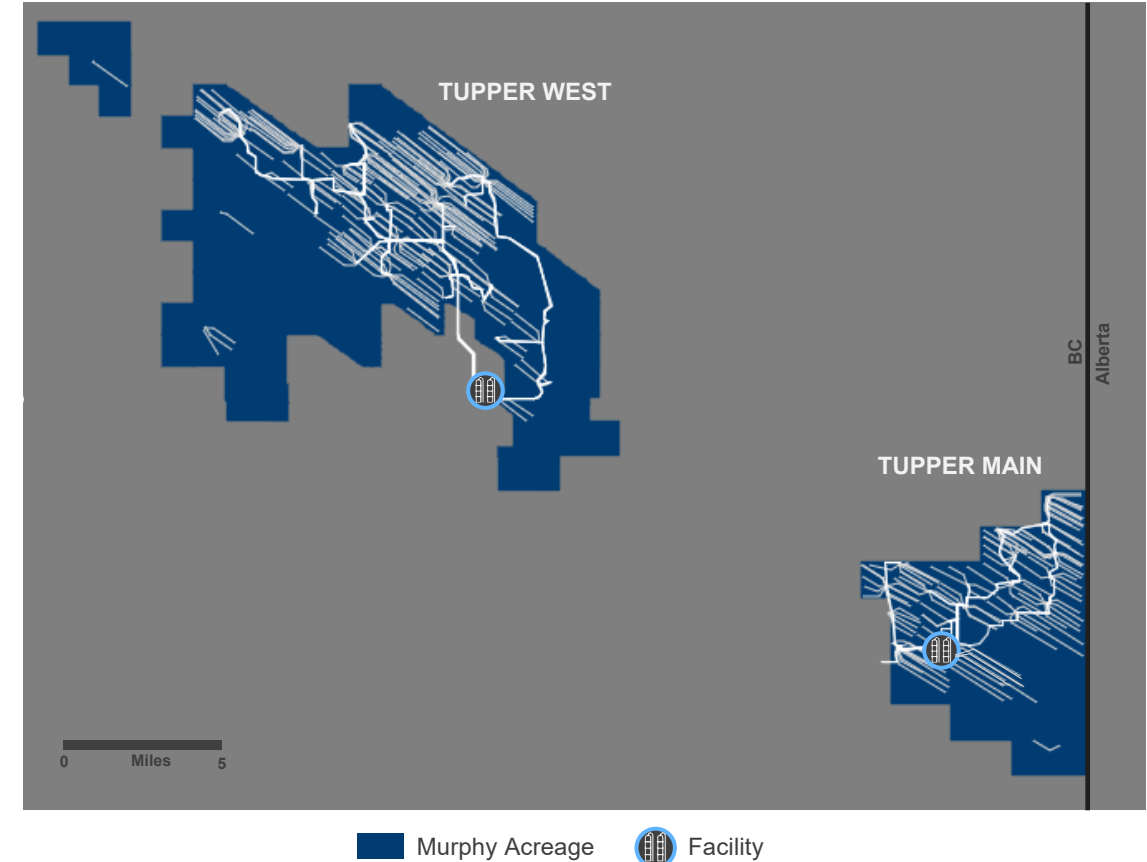 TUPPER WEST
BC
Alberta
TUPPER MAIN
0 Miles 5
Murphy Acreage
Facility